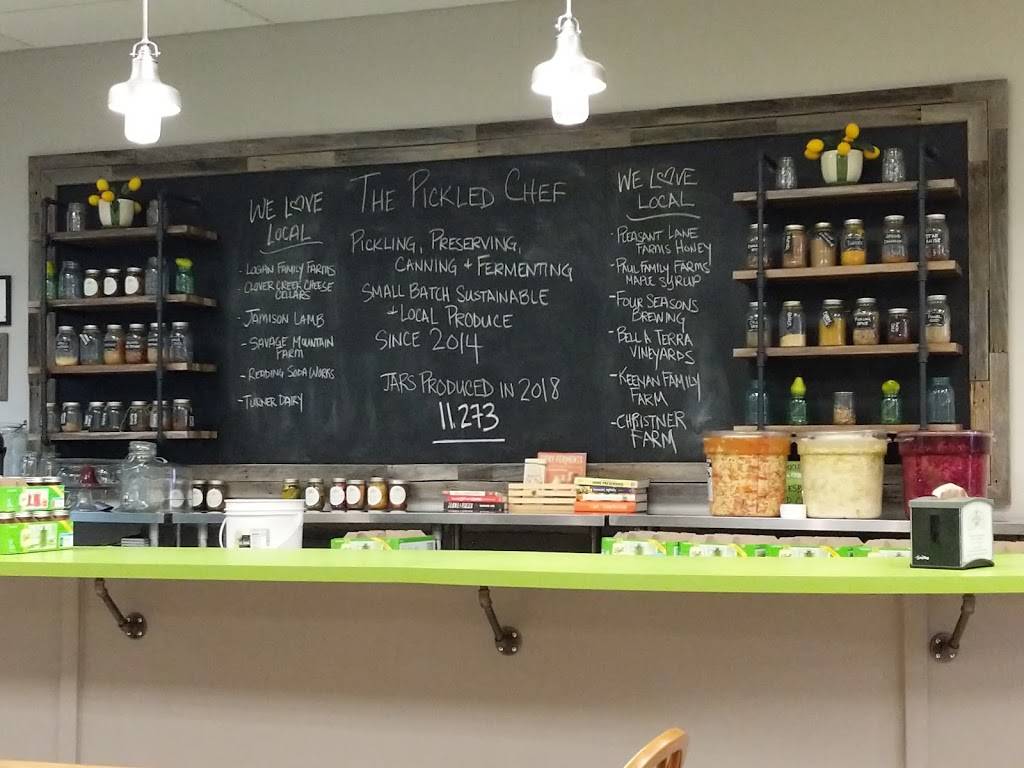 WE LOVE
LOCAL
- LOGAN FAMILY FARMS
- CLOVER CREEK CHEESE
CELLARS
- JAMISON LAMB
- SAVAGE MOUNTAIN
FARM
- REDDING SODA WORKS
- TURNER DAIRY
THE PICKLED CHEF
PICKLING, PRESERVING,
CANNING + FERMENTING
SMALL BATCH SUSTAINABLE
+ LOCAL PRODUCE
SINCE 2014
JARS PRODUCED IN 2018
11,273
WE LOVE
LOCAL
- PLEASANT LANE
FARMS HONEY
- PAUL FAMILY FARMS
MAPLE SYRUP
- FOUR SEASONS
BREWING
- BELLA TERRA
VINEYARDS
- KEENAN FAMILY
FARM
- CHRISTNER
FARM